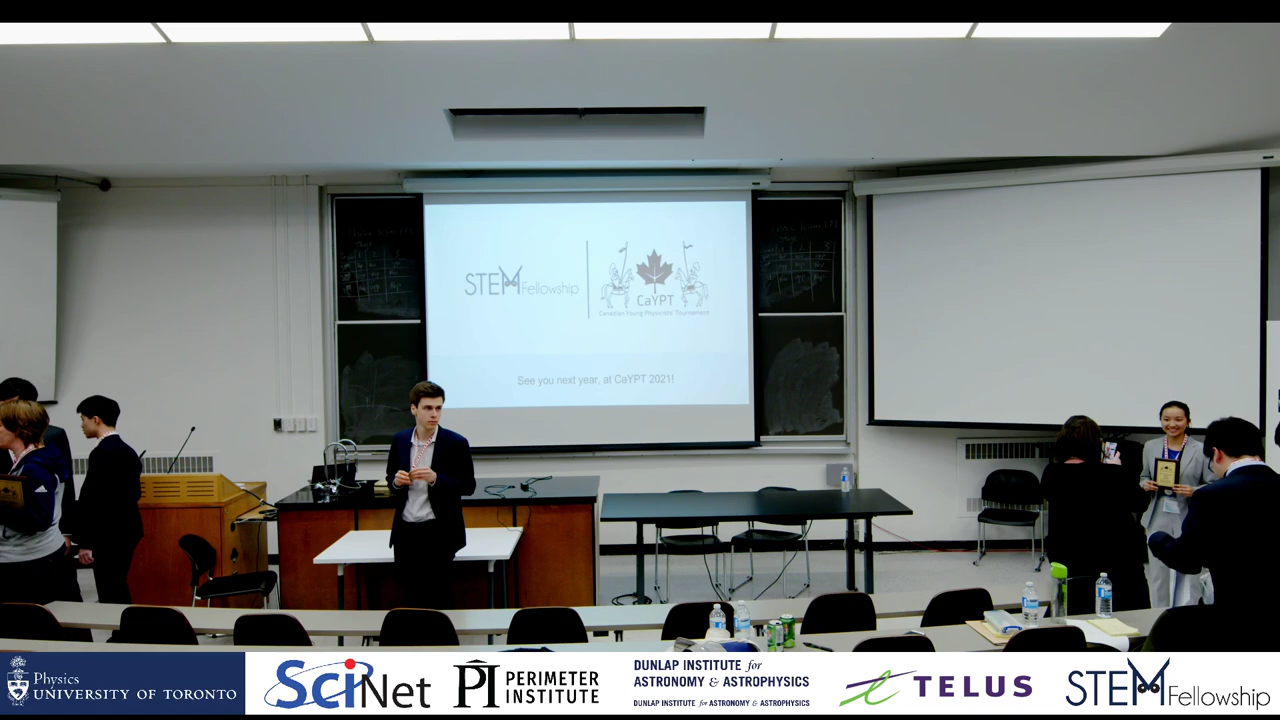 STEM Fellowship
CaYPT
Canadian Young Physicists' Tournament
See you next year, at CaYPT 2021!
Physics
UNIVERSITY OF TORONTO
SciNet
PI PERIMETER
INSTITUTE
DUNLAP INSTITUTE for
ASTRONOMY & ASTROPHYSICS
DUNLAP INSTITUTE for ASTRONOMY & ASTROPHYSICS
TELUS
STEM Fellowship